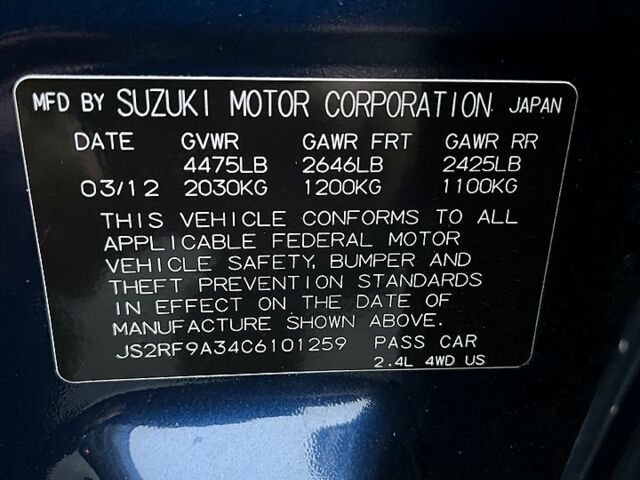 MFD BY SUZUKI MOTOR CORPORATION JAPAN
DATE GVWR GAWR FRT GAWR RR
4475LB 2646LB 2425LB
03/12 2030KG 1200KG 1100KG
THIS VEHICLE CONFORMS TO ALL
APPLICABLE FEDERAL MOTOR
VEHICLE SAFETY, BUMPER AND
THEFT PREVENTION STANDARDS
IN EFFECT ON THE DATE OF
MANUFACTURE SHOWN ABOVE.
JS2RF9A34C6101259 PASS CAR
2.4L 4WD US